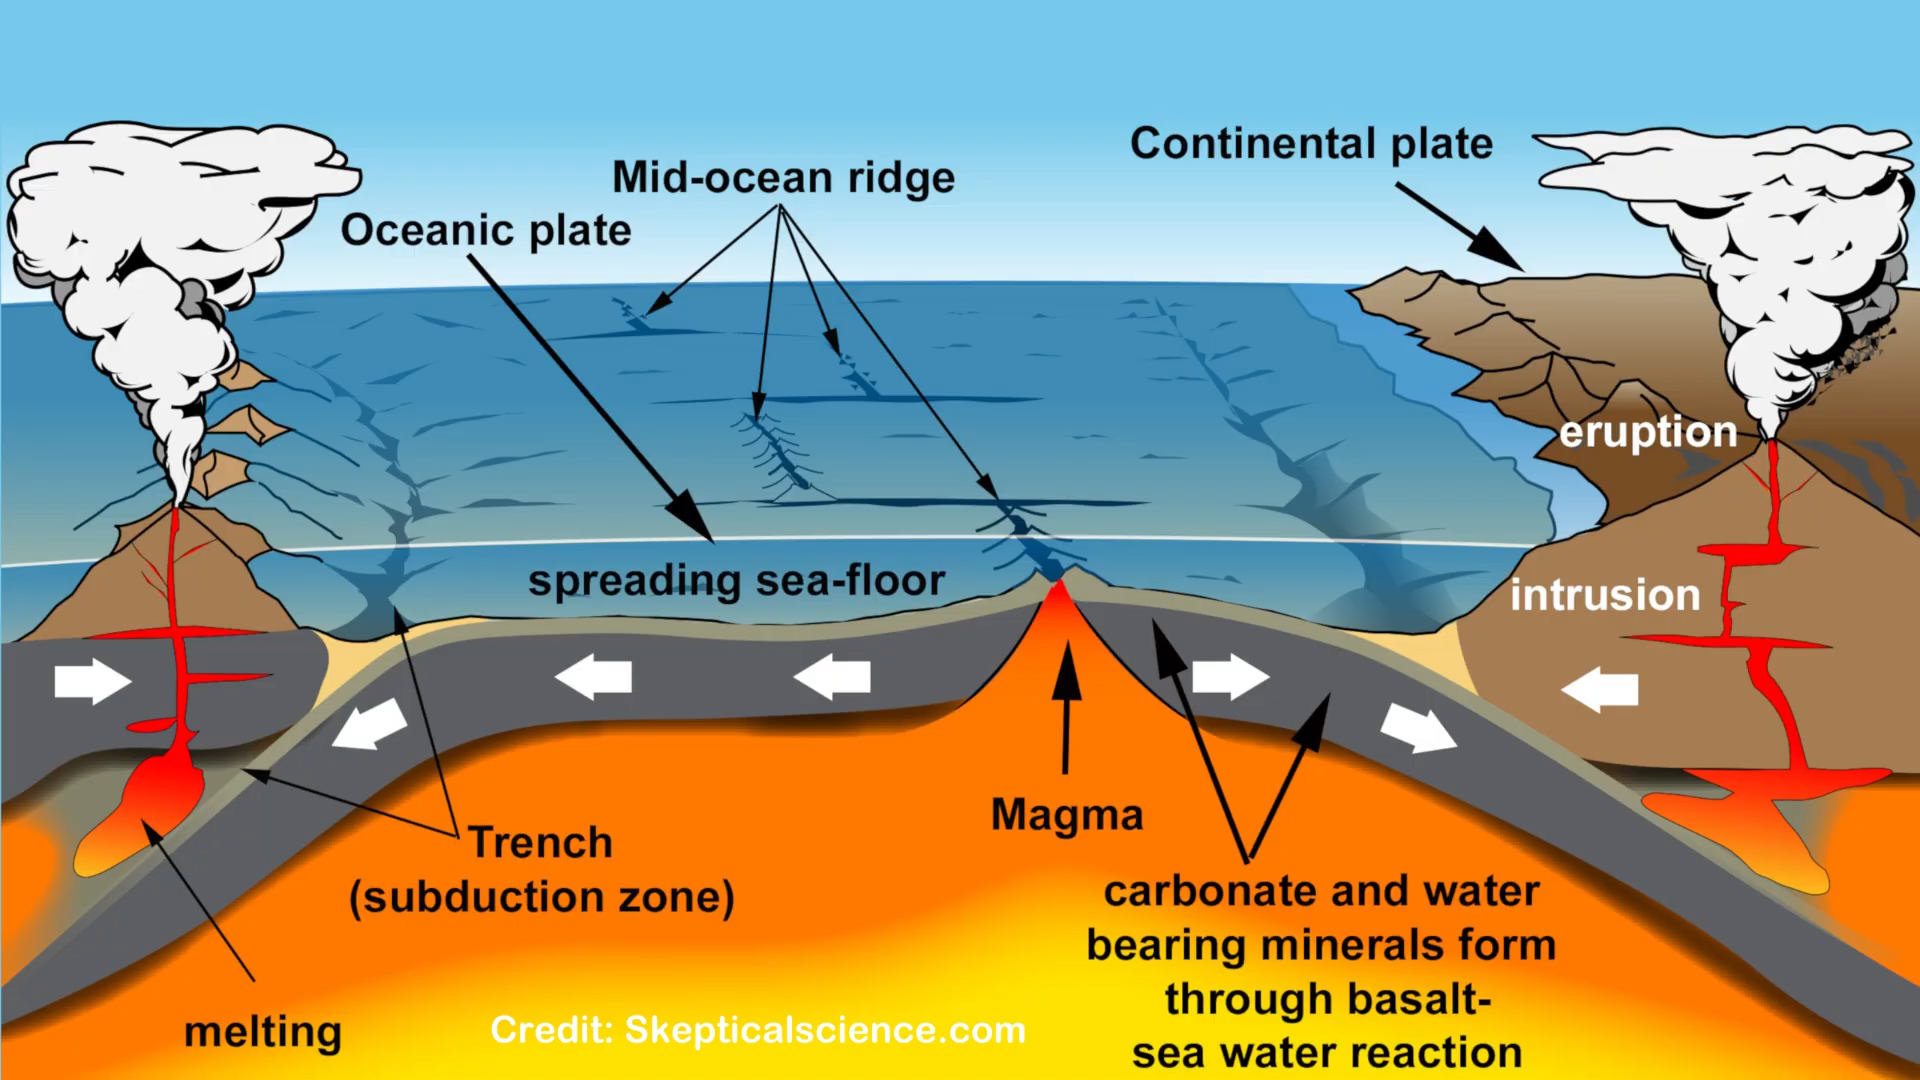 Continental plate
Mid-ocean ridge
Oceanic plate
eruption
spreading sea-floor
intrusion
Magma
Trench
(subduction zone)
carbonate and water
bearing minerals form
through basalt-
sea water reaction
melting
Credit: Skepticalscience.com